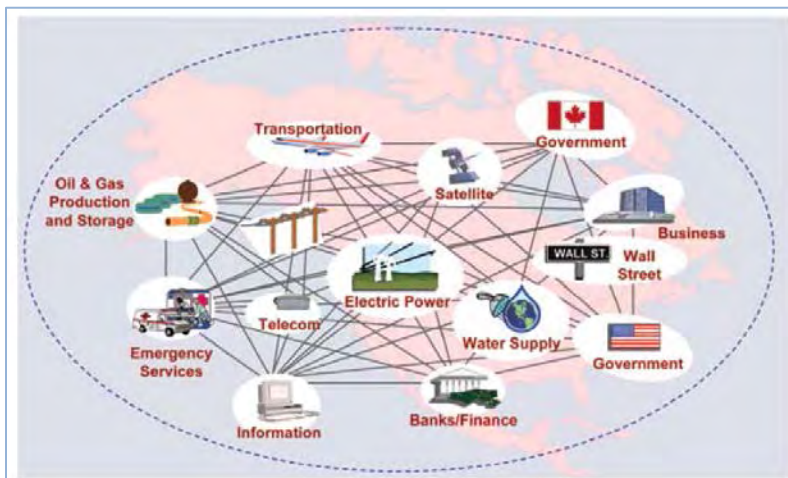 Transportation
Government
Oil & Gas
Production
and Storage
Satellite
Business
WALL ST.
Wall
Street
Electric Power
Telecom
Water Supply
Emergency
Services
Government
Information
Banks/Finance